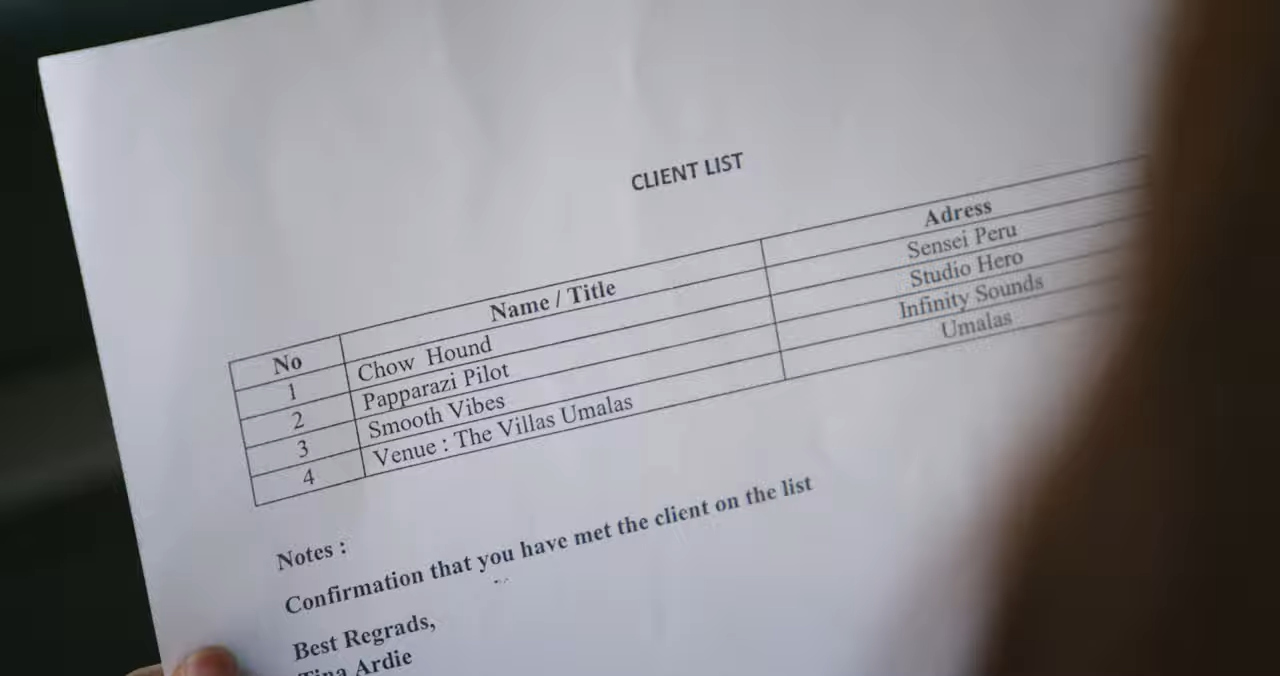 CLIENT LIST
No Name / Title Adress
1 Chow Hound Sensei Peru
2 Papparazi Pilot Studio Hero
3 Smooth Vibes Infinity Sounds
4 Venue : The Villas Umalas Umalas
Notes :
Confirmation that you have met the client on the list
Best Regrads,
Tina Ardie